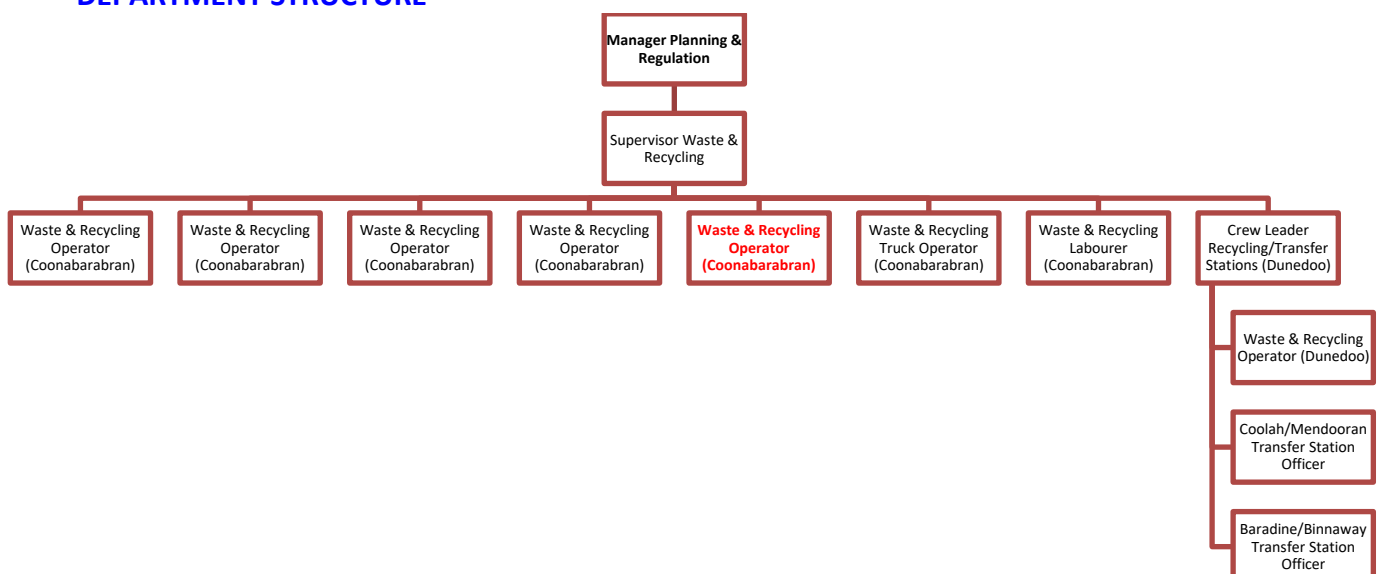 DEPARTMENT STRUCTURE
Manager Planning &
Regulation
Supervisor Waste &
Recycling
Waste & Recycling
Operator
(Coonabarabran)
Waste & Recycling
Operator
(Coonabarabran)
Waste & Recycling
Operator
(Coonabarabran)
Waste & Recycling
Operator
(Coonabarabran)
Waste & Recycling
Operator
(Coonabarabran)
Waste & Recycling
Truck Operator
(Coonabarabran)
Waste & Recycling
Labourer
(Coonabarabran)
Crew Leader
Recycling/Transfer
Stations (Dunedoo)
Waste & Recycling
Operator (Dunedoo)
Coolah/Mendooran
Transfer Station
Officer
Baradine/Binnaway
Transfer Station
Officer